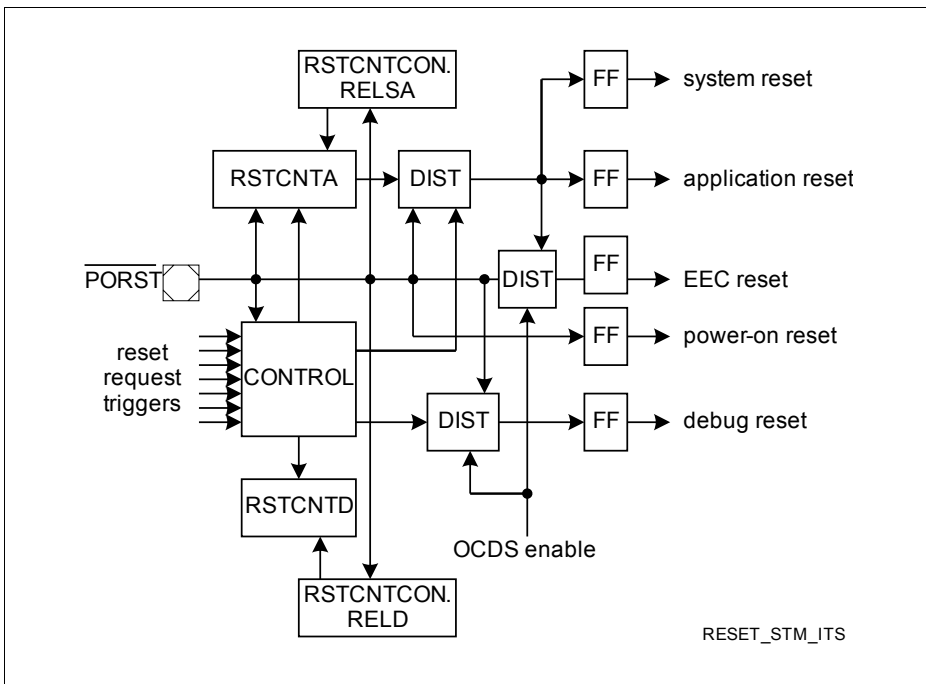 RSTCNTCON.
RELSA
FF
system reset
RSTCNTA
DIST
FF
application reset
PORST
DIST
FF
EEC reset
FF
power-on reset
reset
request
triggers
CONTROL
DIST
FF
debug reset
RSTCNTD
OCDS enable
RSTCNTCON.
RELD
RESET_STM_ITS